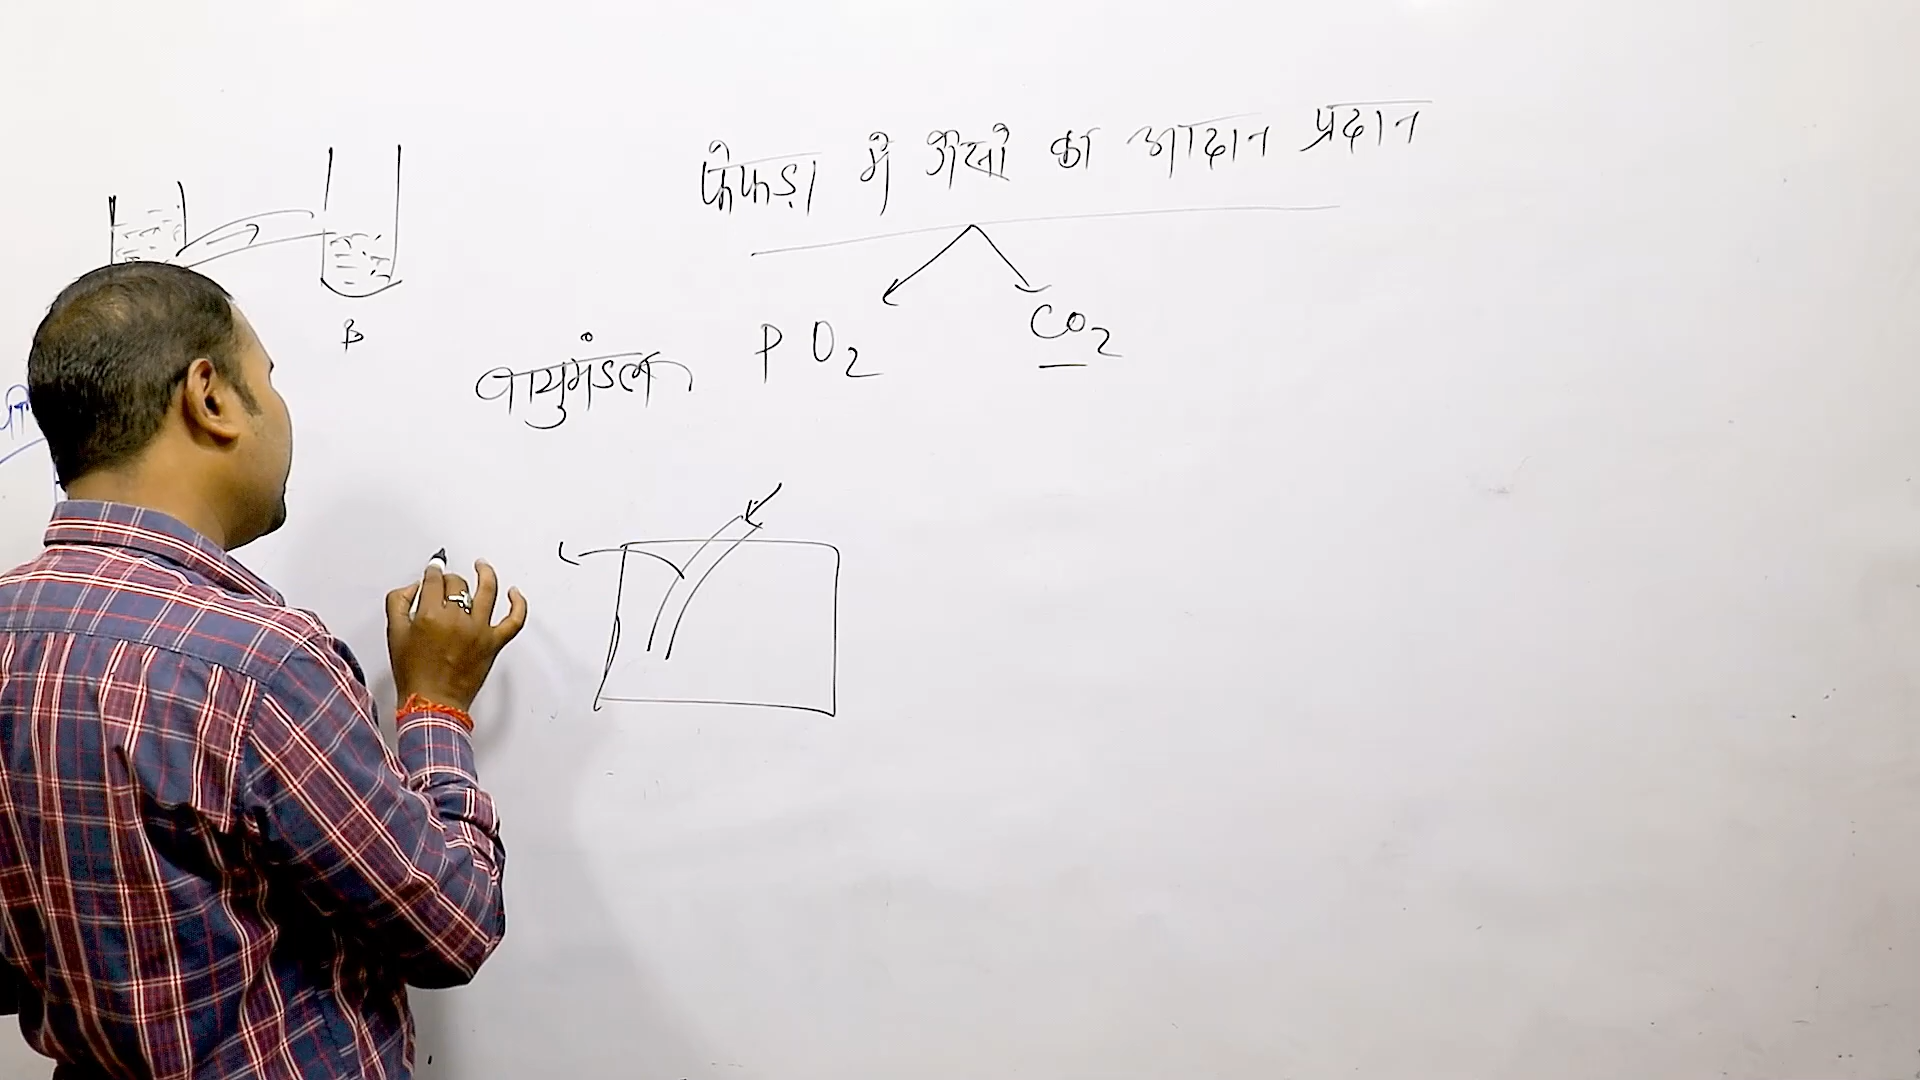 फेफड़ा में गैसों का आदान प्रदान
P O2
CO2
वायुमंडल
B